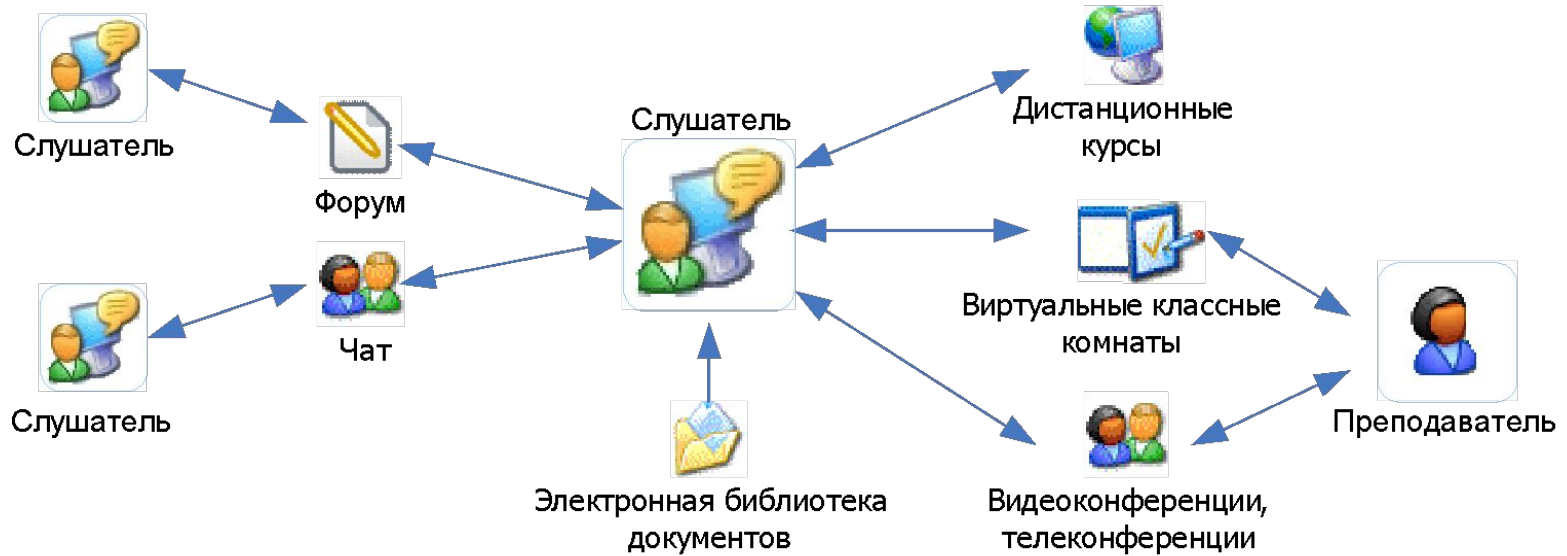 Слушатель
Форум
Слушатель
Дистанционные
курсы
Чат
Виртуальные классные
комнаты
Слушатель
Преподаватель
Электронная библиотека
документов
Видеоконференции,
телеконференции